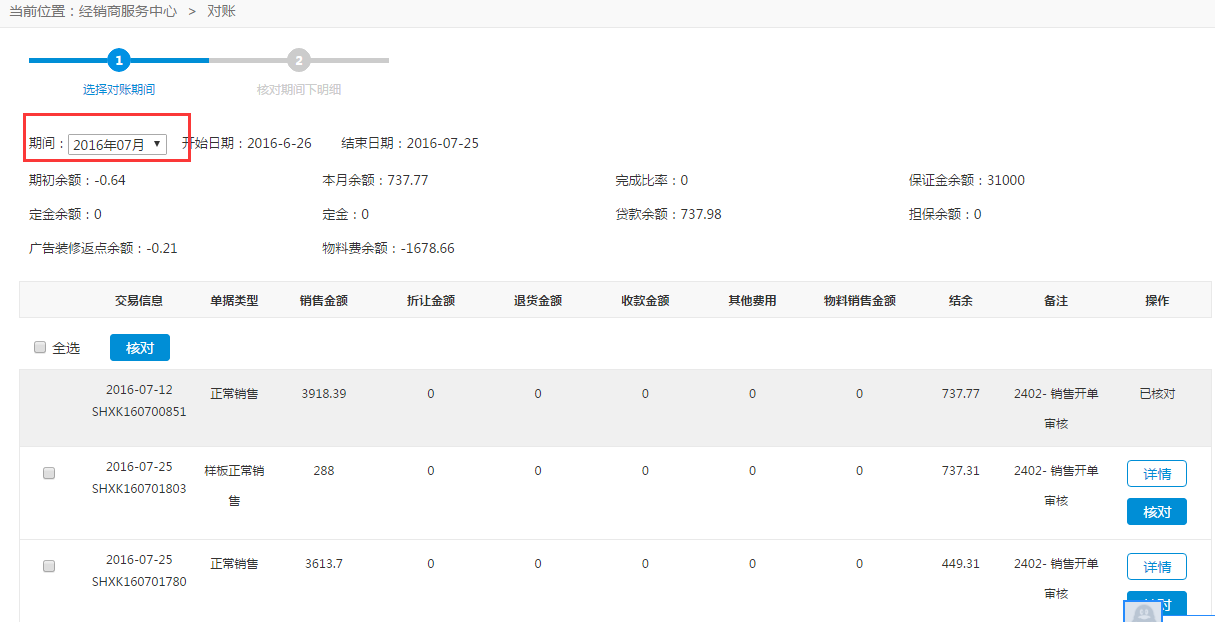 当前位置：经销商服务中心 > 对账
1 2
选择对账期间 核对期间下明细
期间： 2016年07月 开始日期：2016-6-26 结束日期：2016-07-25
期初余额：-0.64 本月余额：737.77 完成比率：0 保证金余额：31000
定金余额：0 定金：0 贷款余额：737.98 担保余额：0
广告装修返点余额：-0.21 物料费余额：-1678.66
交易信息 单据类型 销售金额 折让金额 退货金额 收款金额 其他费用 物料销售金额 结余 备注 操作
全选 核对
2016-07-12 正常销售 3918.39 0 0 0 0 0 737.77 2402- 销售开单 已核对
SHXK160700851 审核
2016-07-25 样板正常销 288 0 0 0 0 0 737.31 2402- 销售开单 详情
SHXK160701803 售 审核 核对
2016-07-25 正常销售 3613.7 0 0 0 0 0 449.31 2402- 销售开单 详情
SHXK160701780 审核 对